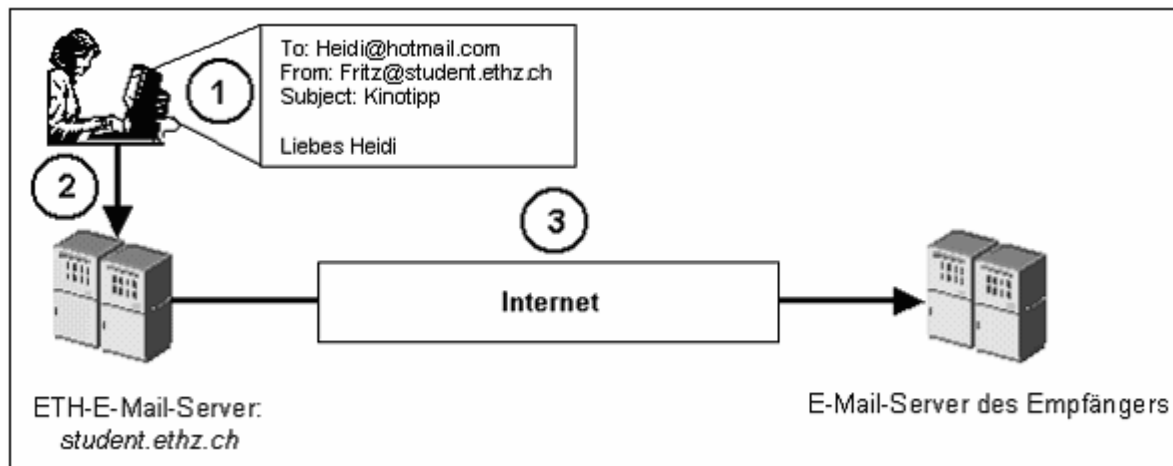 To: Heidi@hotmail.com
From: Fritz@student.ethz.ch
Subject: Kinotipp
Liebes Heidi
1
2
3
Internet
ETH-E-Mail-Server:
student.ethz.ch
E-Mail-Server des Empfängers